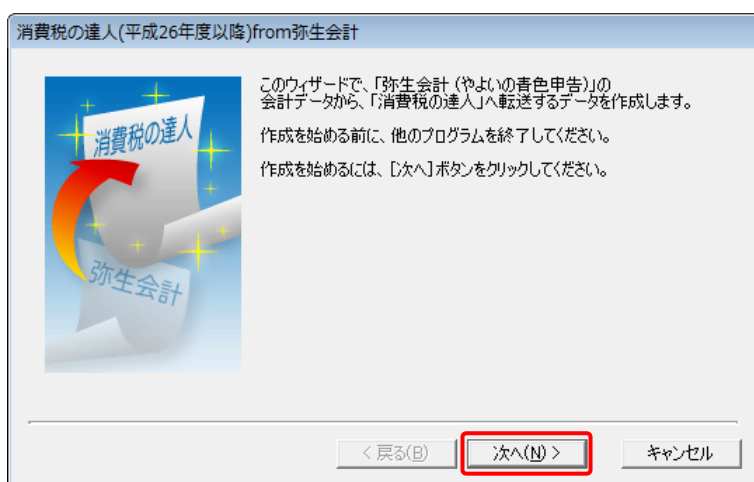 消費税の達人(平成26年度以降)from弥生会計
消費税の達人
弥生会計
このウィザードで、「弥生会計（やよいの青色申告）」の
会計データから、「消費税の達人」へ転送するデータを作成します。
作成を始める前に、他のプログラムを終了してください。
作成を始めるには、[次へ]ボタンをクリックしてください。
< 戻る(B)
次へ(N) >
キャンセル